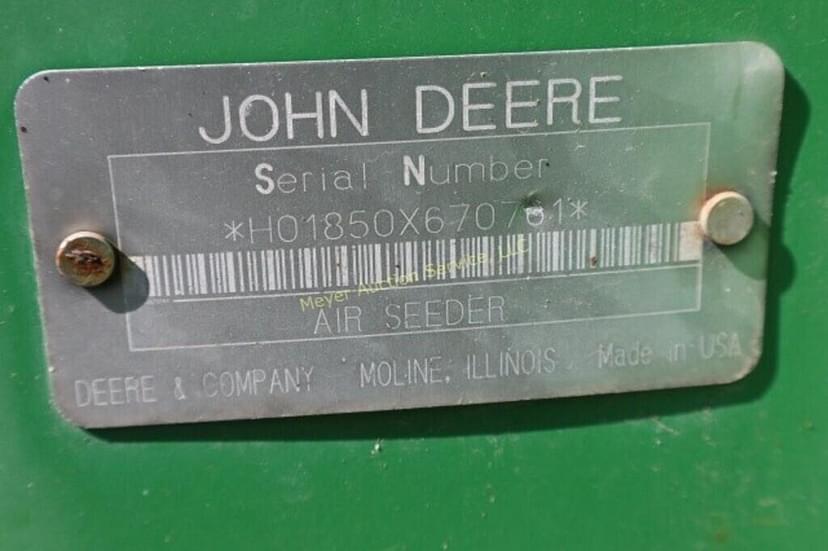 JOHN DEERE
Serial Number
Meyer Auction Service, LLC
AIR SEEDER
DEERE & COMPANY MOLINE, ILLINOIS Made in USA